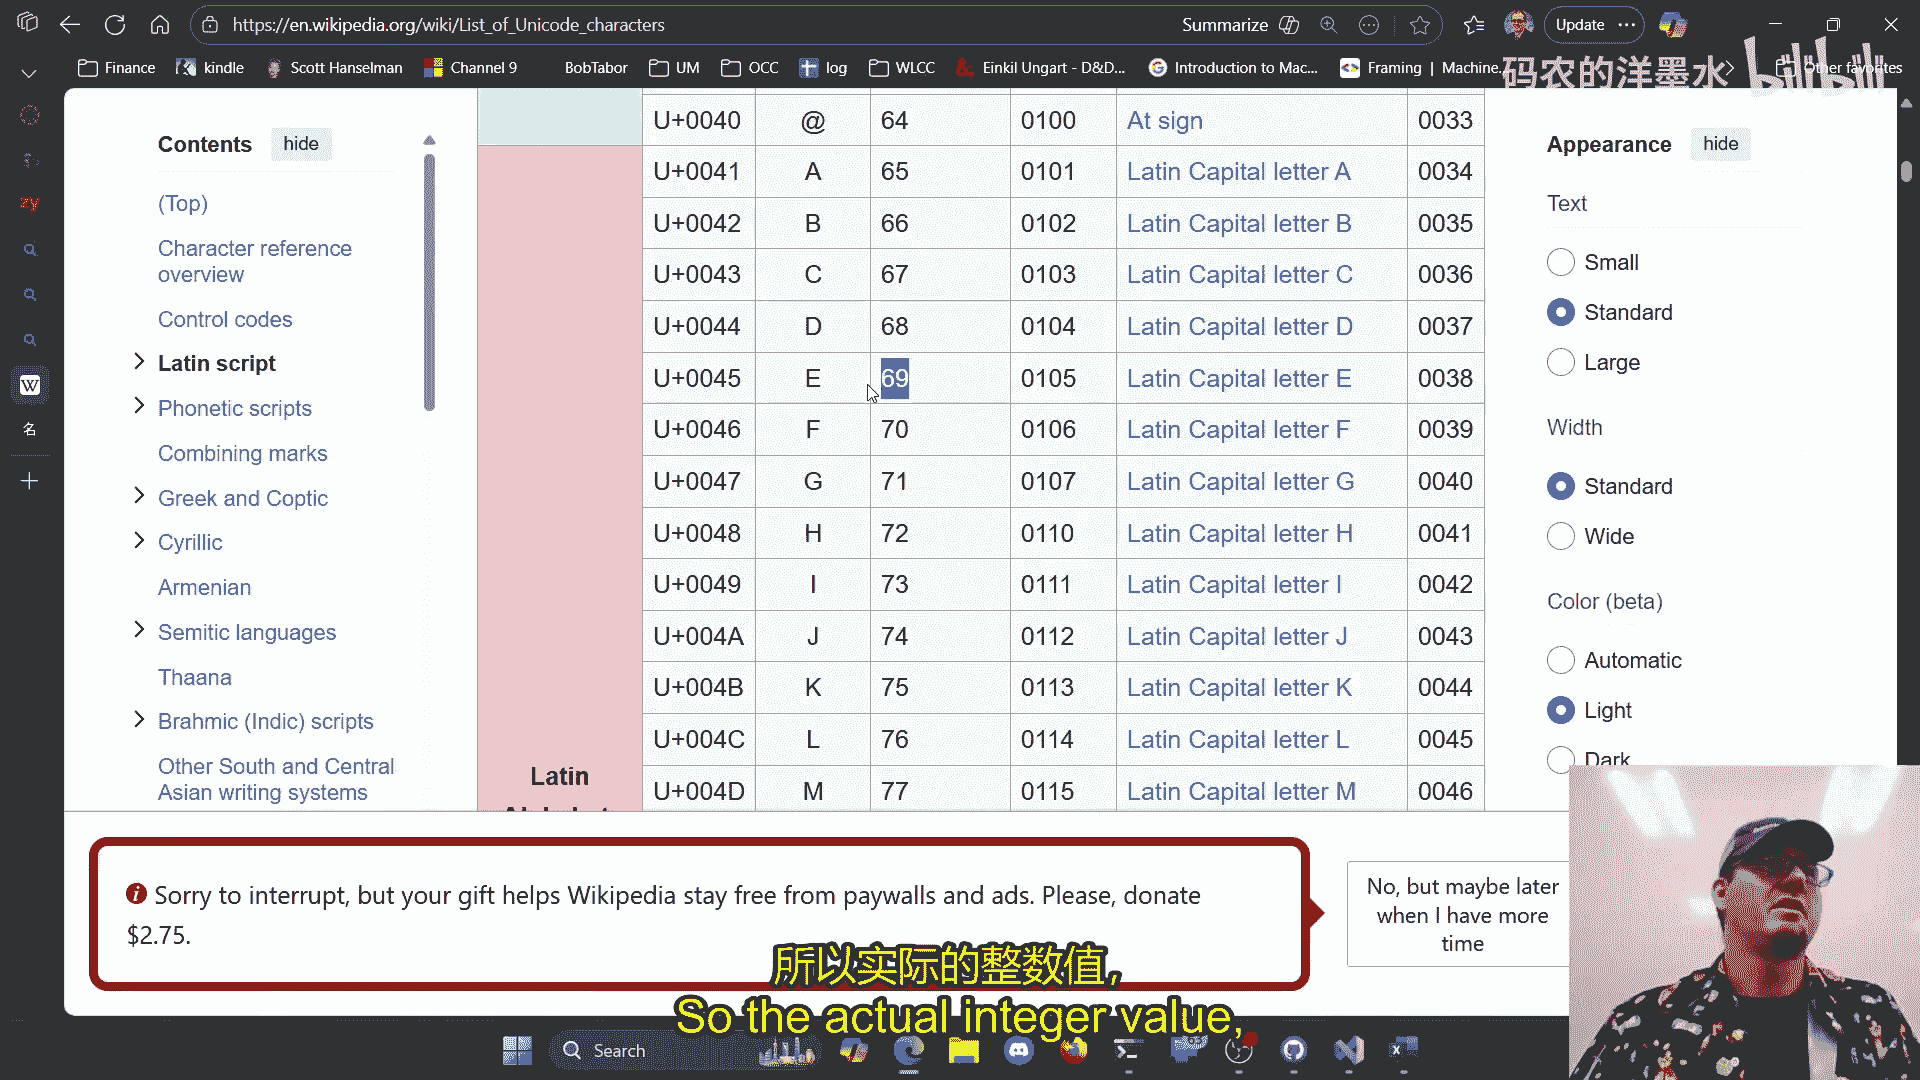 https://en.wikipedia.org/wiki/List_of_Unicode_characters
Summarize
Update
Finance
kindle
Scott Hanselman
Channel 9
BobTabor
UM
OCC
log
WLCC
Einkil Ungart - D&D...
Introduction to Mac...
Framing | Machine...
Other favorites
码农的洋墨水
bilibili
zy
W
名
Contents
hide
(Top)
Character reference
overview
Control codes
Latin script
Phonetic scripts
Combining marks
Greek and Coptic
Cyrillic
Armenian
Semitic languages
Thaana
Brahmic (Indic) scripts
Other South and Central
Asian writing systems
Latin
U+0040 @ 64 0100 At sign 0033
U+0041 A 65 0101 Latin Capital letter A 0034
U+0042 B 66 0102 Latin Capital letter B 0035
U+0043 C 67 0103 Latin Capital letter C 0036
U+0044 D 68 0104 Latin Capital letter D 0037
U+0045 E 69 0105 Latin Capital letter E 0038
U+0046 F 70 0106 Latin Capital letter F 0039
U+0047 G 71 0107 Latin Capital letter G 0040
U+0048 H 72 0110 Latin Capital letter H 0041
U+0049 I 73 0111 Latin Capital letter I 0042
U+004A J 74 0112 Latin Capital letter J 0043
U+004B K 75 0113 Latin Capital letter K 0044
U+004C L 76 0114 Latin Capital letter L 0045
U+004D M 77 0115 Latin Capital letter M 0046
Appearance
hide
Text
Small
Standard
Large
Width
Standard
Wide
Color (beta)
Automatic
Light
Dark
Sorry to interrupt, but your gift helps Wikipedia stay free from paywalls and ads. Please, donate
$2.75.
No, but maybe later
when I have more
time
所以实际的整数值,
So the actual integer value,
Search